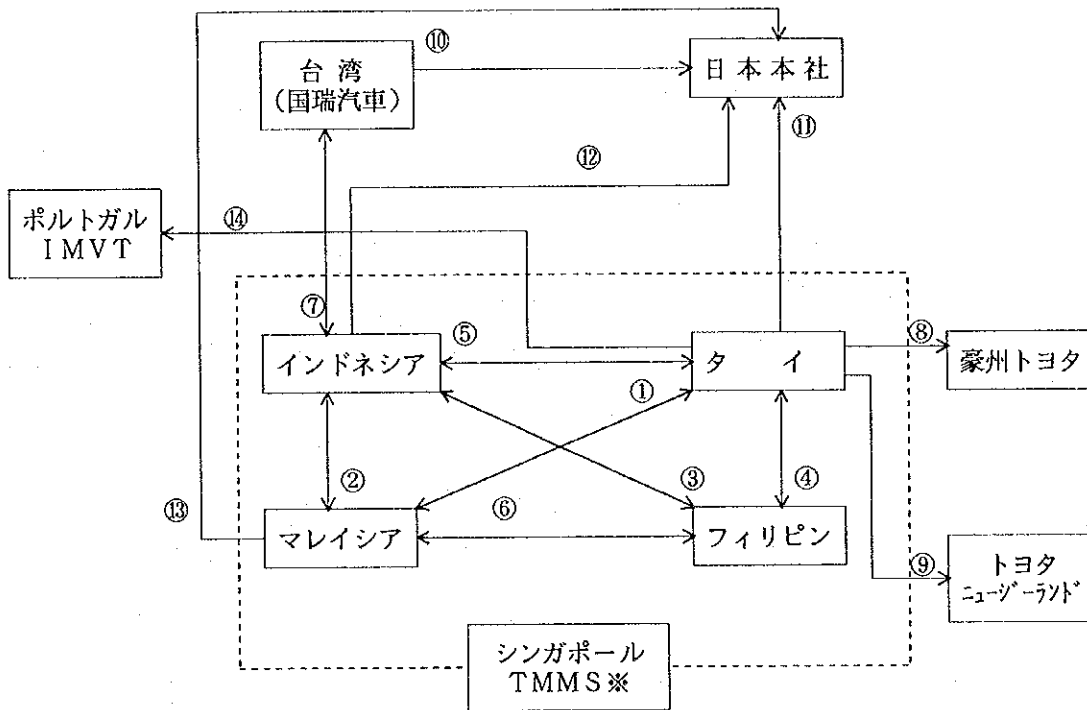 ⑩
台湾
(国瑞汽車)
日本本社
⑪
⑫
ポルトガル
IMVT
⑭
⑦
インドネシア
⑤
タイ
⑧
豪州トヨタ
①
②
③
④
⑬
マレイシア
⑥
フィリピン
⑨
トヨタ
ニュージーランド
シンガポール
TMMS※